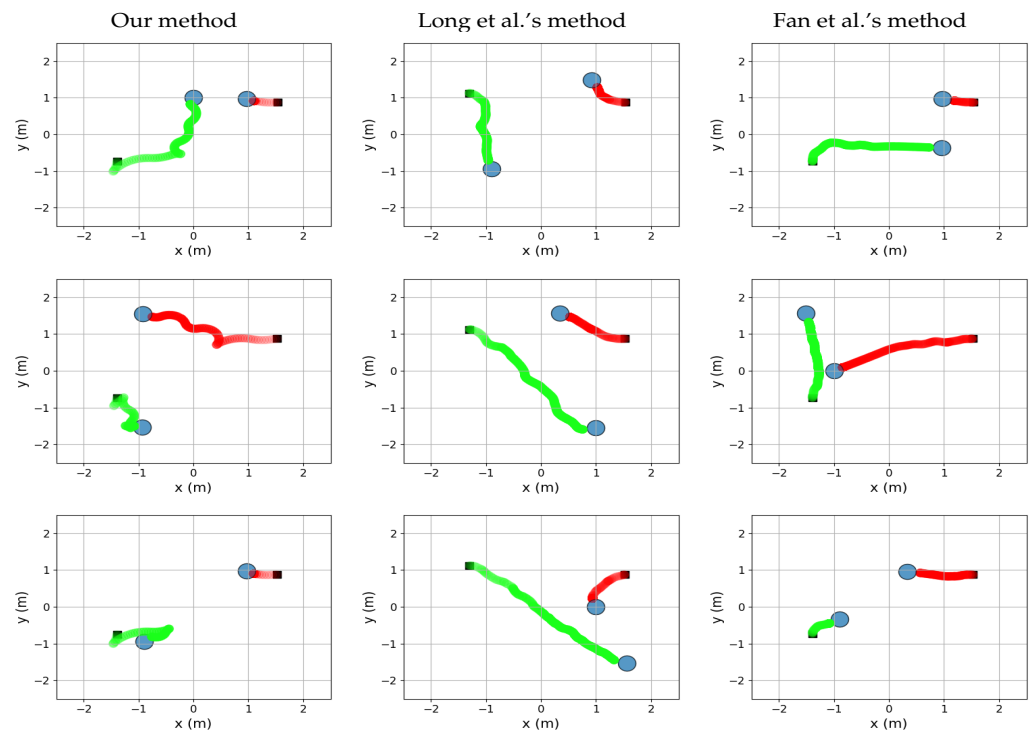 Our method Long et al.'s method Fan et al.'s method
2 2 2
1 1 1
0 0 0
−1 −1 −1
−2 −2 −2
y (m) y (m) y (m)
−2 −1 0 1 2 −2 −1 0 1 2 −2 −1 0 1 2
x (m) x (m) x (m)
2 2 2
1 1 1
0 0 0
−1 −1 −1
−2 −2 −2
y (m) y (m) y (m)
−2 −1 0 1 2 −2 −1 0 1 2 −2 −1 0 1 2
x (m) x (m) x (m)
2 2 2
1 1 1
0 0 0
−1 −1 −1
−2 −2 −2
y (m) y (m) y (m)
−2 −1 0 1 2 −2 −1 0 1 2 −2 −1 0 1 2
x (m) x (m) x (m)